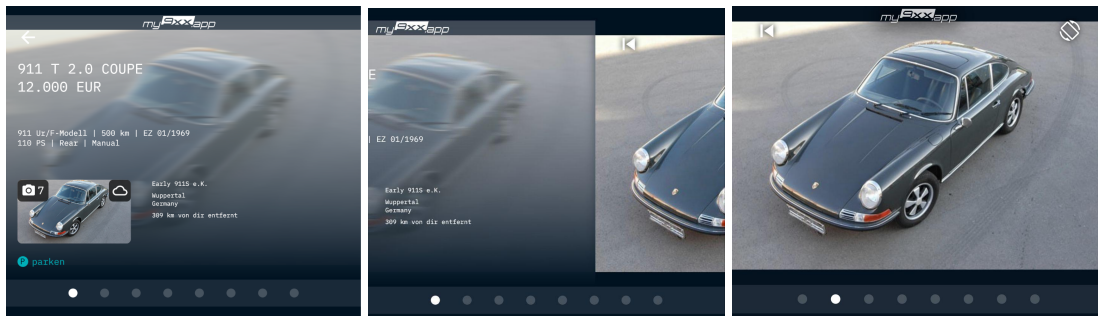 my9xxapp
911 T 2.0 COUPE
12.000 EUR
911 Ur/F-Modell | 500 km | EZ 01/1969
110 PS | Rear | Manual
7
Early 911S e.K.
Wuppertal
Germany
309 km von dir entfernt
P parken
my9xxapp
E
| EZ 01/1969
Early 911S e.K.
Wuppertal
Germany
309 km von dir entfernt
my9xxapp